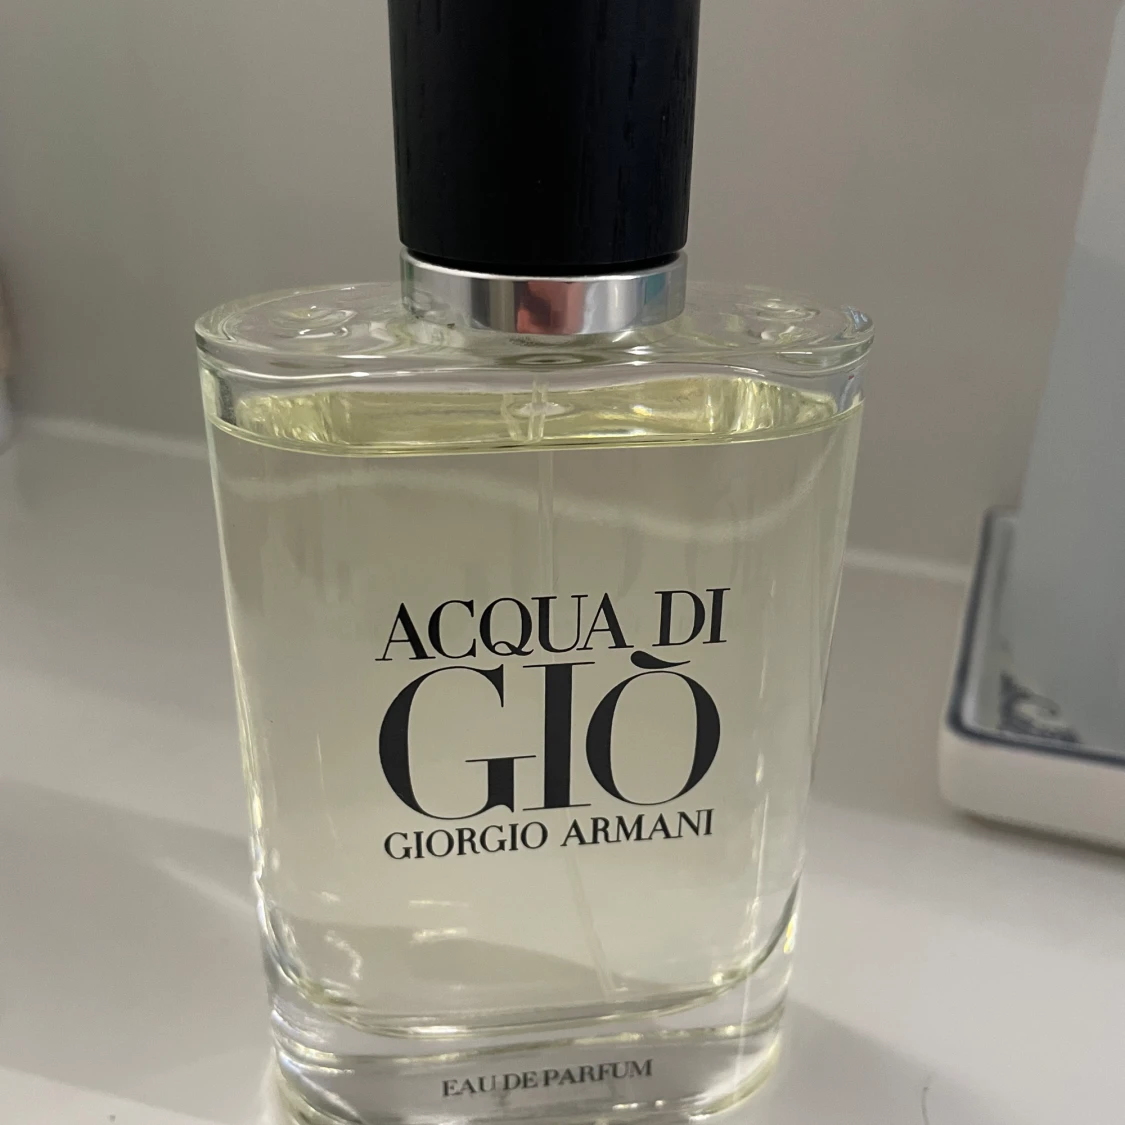 ACQUA DI
GIÒ
GIORGIO ARMANI
EAU DE PARFUM